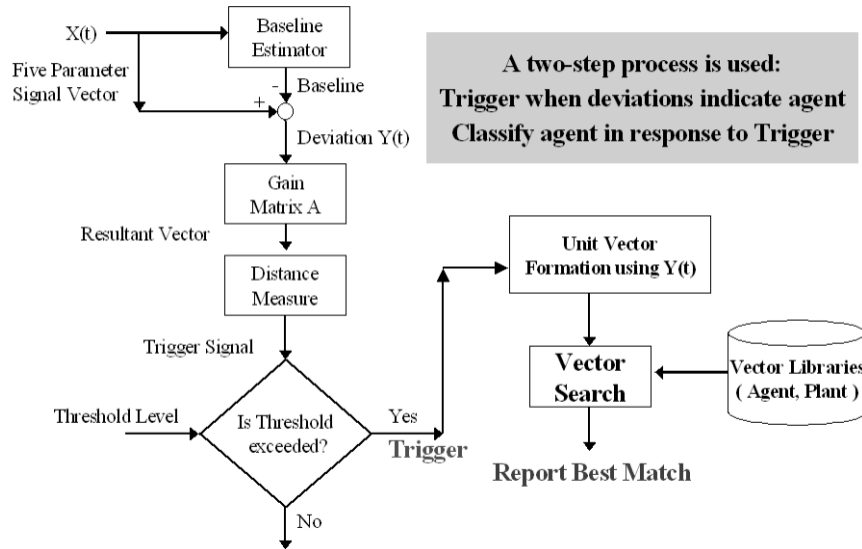 X(t)
Five Parameter
Signal Vector
Baseline
Estimator
-
Baseline
+
Deviation Y(t)
A two-step process is used:
Trigger when deviations indicate agent
Classify agent in response to Trigger
Gain
Matrix A
Resultant Vector
Distance
Measure
Trigger Signal
Threshold Level
Is Threshold
exceeded?
Yes
Trigger
No
Unit Vector
Formation using Y(t)
Vector
Search
Vector Libraries
( Agent, Plant )
Report Best Match